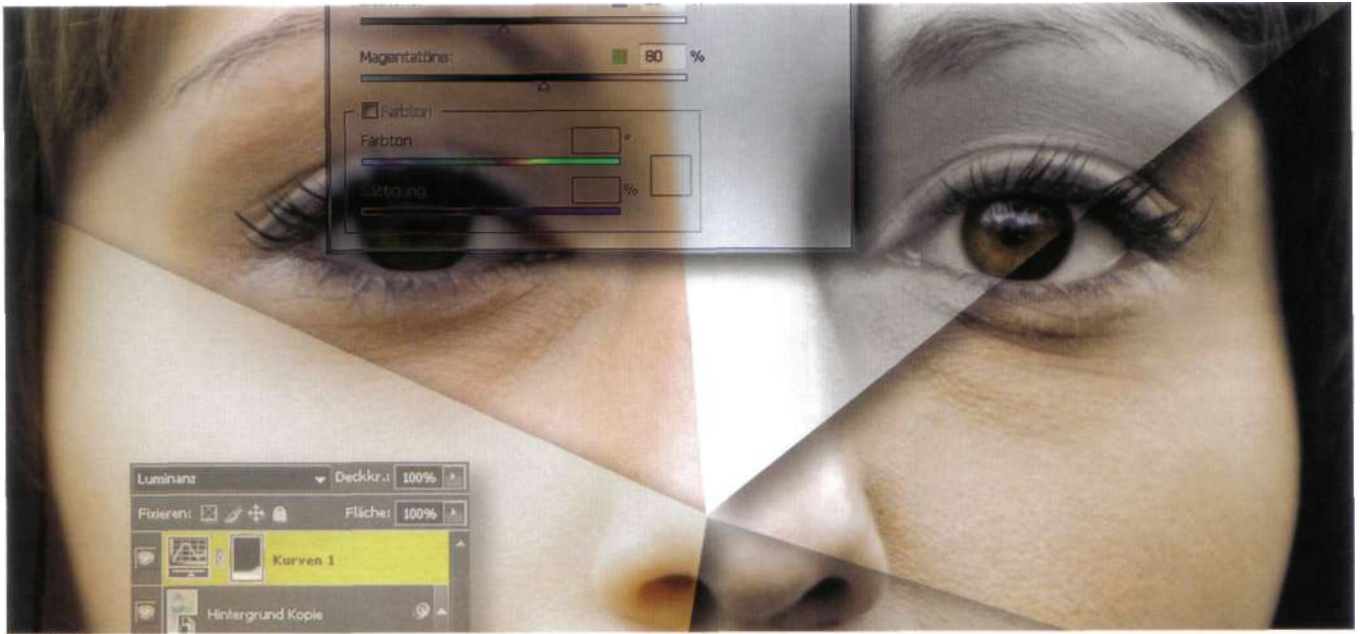 Magentatöne: 80 %
Farbton
Farbton °
Sättigung %
Luminanz Deckkr.: 100%
Fixieren: Fläche: 100%
Kurven 1
Hintergrund Kopie